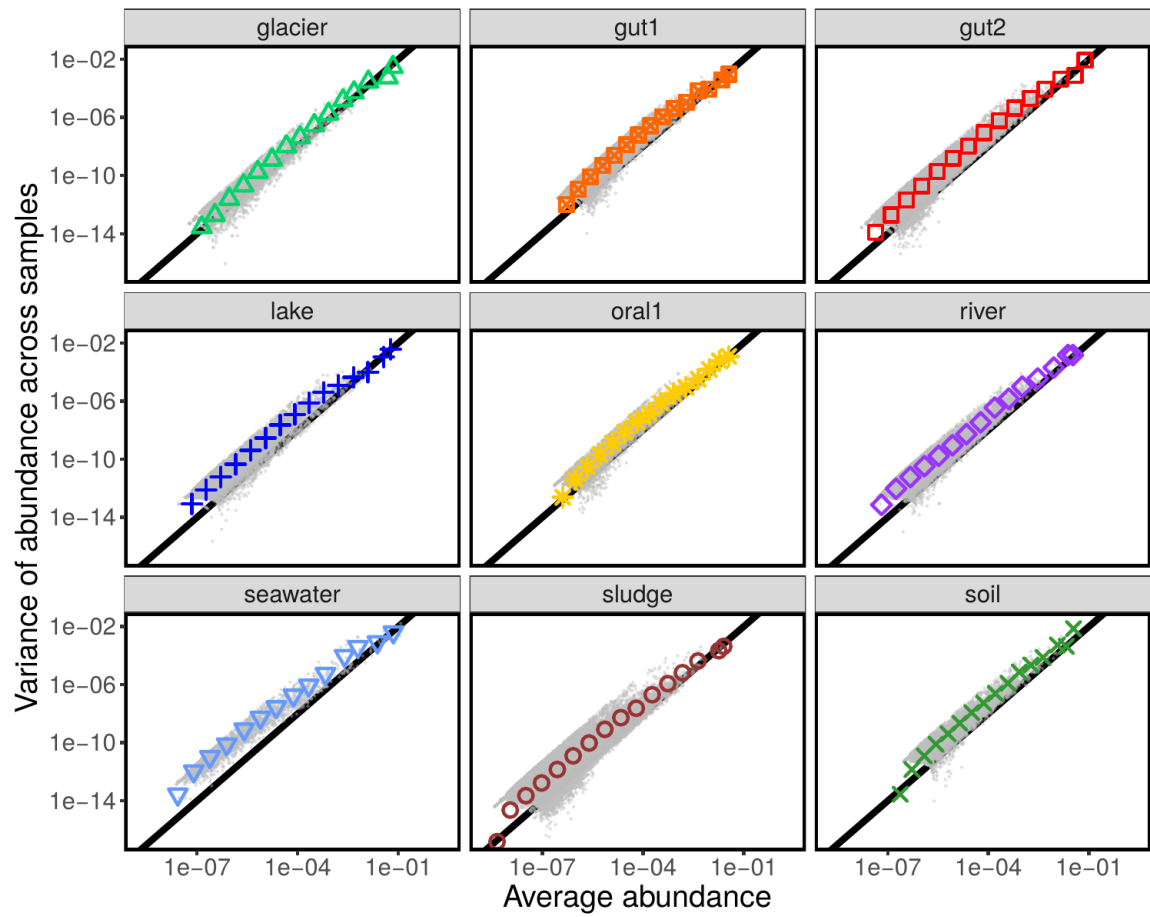 glacier gut1 gut2
1e−02
1e−06
1e−10
1e−14
lake oral1 river
1e−02
1e−06
1e−10
1e−14
seawater sludge soil
1e−02
1e−06
1e−10
1e−14
1e−07 1e−04 1e−01 1e−07 1e−04 1e−01 1e−07 1e−04 1e−01
Average abundance
Variance of abundance across samples